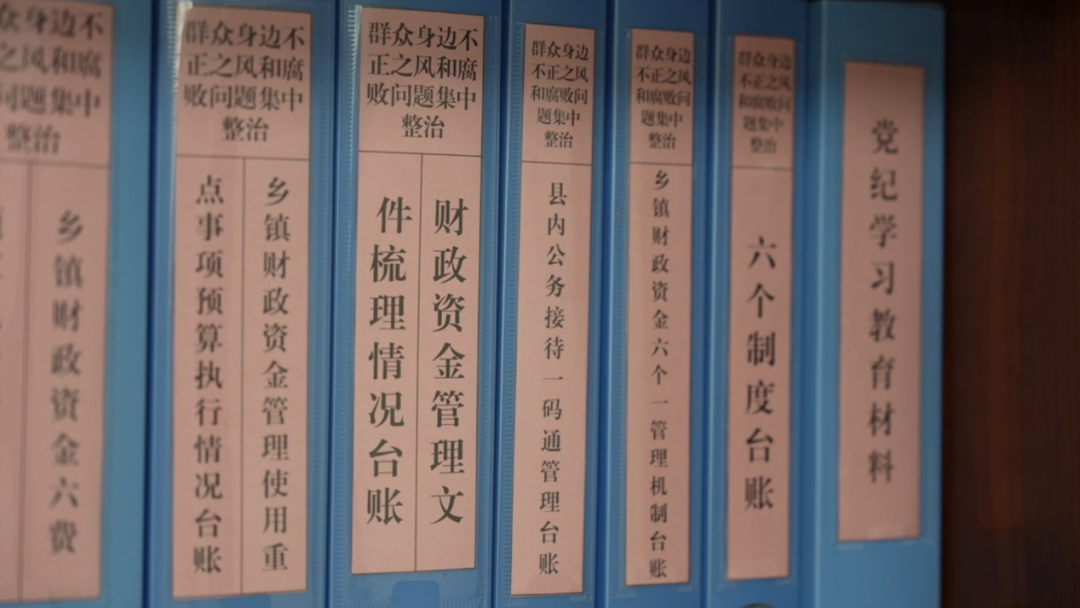 众身边不
之风和腐
问题集中
整治
乡镇财政资金六费
群众身边不
正之风和腐
败问题集中
整治
乡镇财政资金管理使用重
点事项预算执行情况台账
群众身边不
正之风和腐
败问题集中
整治
财政资金管理文
件梳理情况台账
群众身边
不正之风
和腐败问
题集中
整治
县内公务接待一码通管理台账
群众身边
不正之风
和腐败问
题集中
整治
乡镇财政资金六个一管理机制台账
群众身边
不正之风
和腐败问
题集中
整治
六个制度台账
党纪学习教育材料